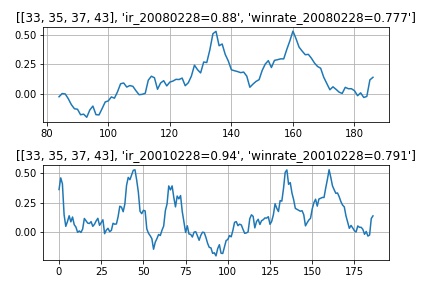 [[33, 35, 37, 43], 'ir_20080228=0.88', 'winrate_20080228=0.777']
0.50
0.25
0.00
80 100 120 140 160 180
[[33, 35, 37, 43], 'ir_20010228=0.94', 'winrate_20010228=0.791']
0.50
0.25
0.00
0 25 50 75 100 125 150 175